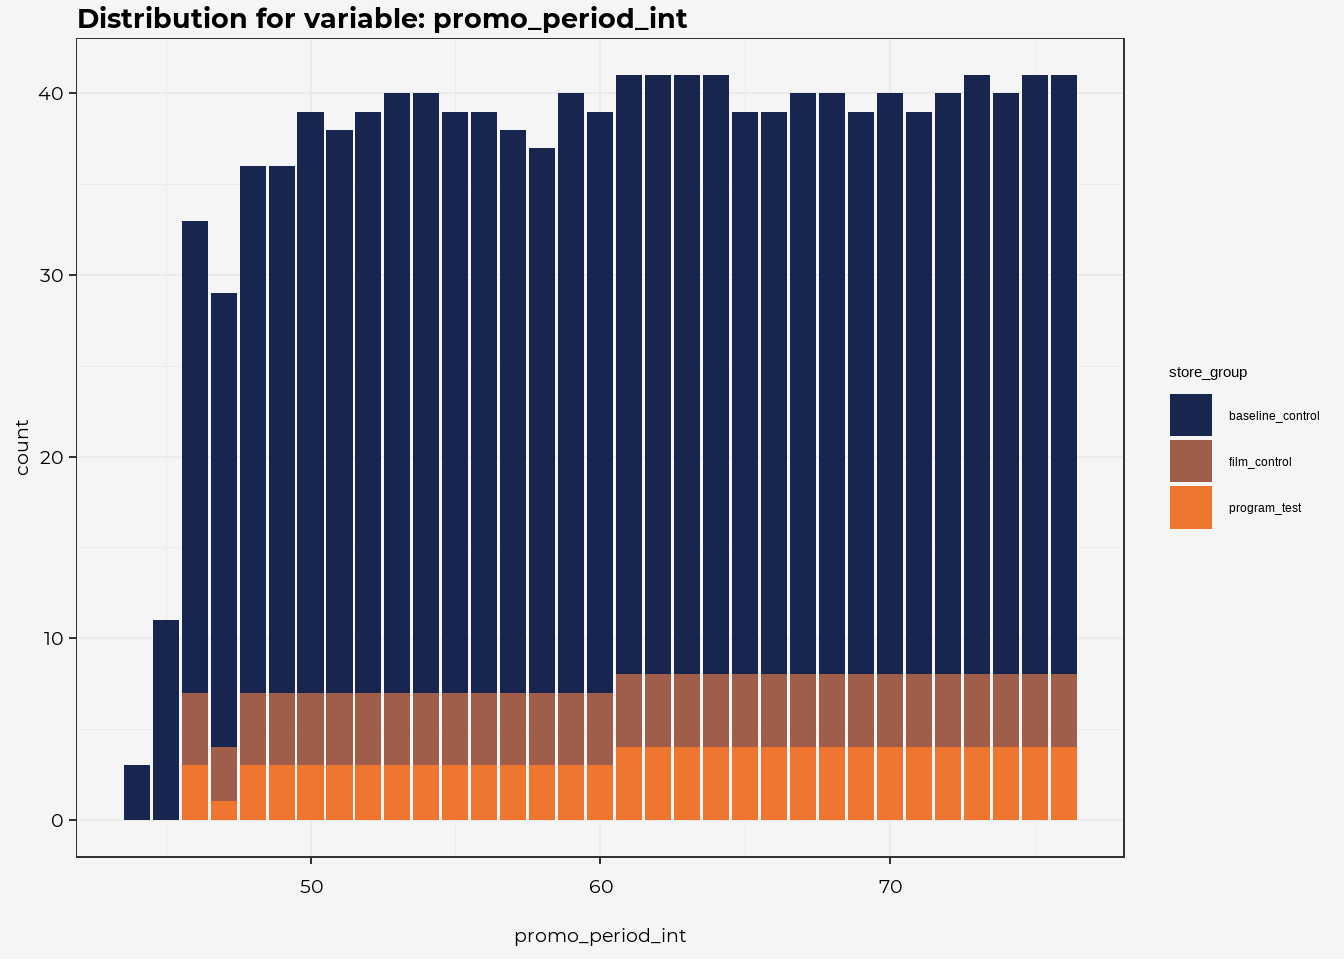 Distribution for variable: promo_period_int
40
30
20
10
0
count
50
60
70
promo_period_int
store_group
baseline_control
film_control
program_test